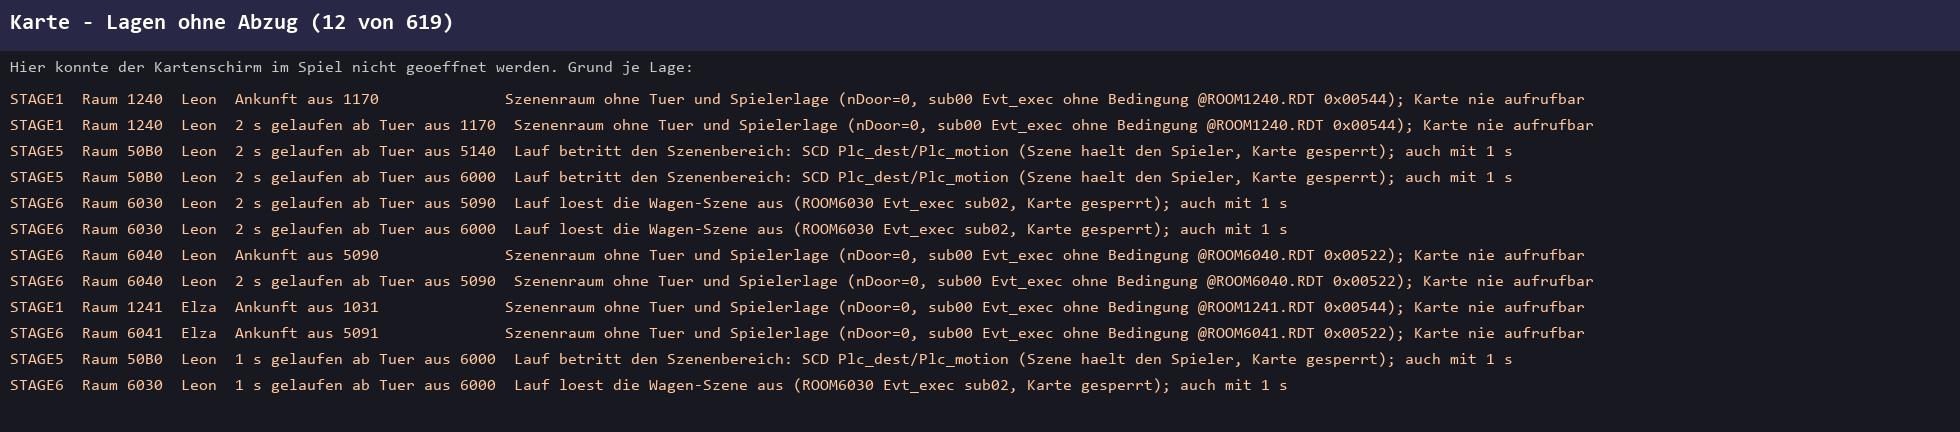 Karte - Lagen ohne Abzug (12 von 619)
Hier konnte der Kartenschirm im Spiel nicht geoeffnet werden. Grund je Lage:
STAGE1  Raum 1240  Leon  Ankunft aus 1170              Szenenraum ohne Tuer und Spielerlage (nDoor=0, sub00 Evt_exec ohne Bedingung @ROOM1240.RDT 0x00544); Karte nie aufrufbar
STAGE1  Raum 1240  Leon  2 s gelaufen ab Tuer aus 1170  Szenenraum ohne Tuer und Spielerlage (nDoor=0, sub00 Evt_exec ohne Bedingung @ROOM1240.RDT 0x00544); Karte nie aufrufbar
STAGE5  Raum 50B0  Leon  2 s gelaufen ab Tuer aus 5140  Lauf betritt den Szenenbereich: SCD Plc_dest/Plc_motion (Szene haelt den Spieler, Karte gesperrt); auch mit 1 s
STAGE5  Raum 50B0  Leon  2 s gelaufen ab Tuer aus 6000  Lauf betritt den Szenenbereich: SCD Plc_dest/Plc_motion (Szene haelt den Spieler, Karte gesperrt); auch mit 1 s
STAGE6  Raum 6030  Leon  2 s gelaufen ab Tuer aus 5090  Lauf loest die Wagen-Szene aus (ROOM6030 Evt_exec sub02, Karte gesperrt); auch mit 1 s
STAGE6  Raum 6030  Leon  2 s gelaufen ab Tuer aus 6000  Lauf loest die Wagen-Szene aus (ROOM6030 Evt_exec sub02, Karte gesperrt); auch mit 1 s
STAGE6  Raum 6040  Leon  Ankunft aus 5090              Szenenraum ohne Tuer und Spielerlage (nDoor=0, sub00 Evt_exec ohne Bedingung @ROOM6040.RDT 0x00522); Karte nie aufrufbar
STAGE6  Raum 6040  Leon  2 s gelaufen ab Tuer aus 5090  Szenenraum ohne Tuer und Spielerlage (nDoor=0, sub00 Evt_exec ohne Bedingung @ROOM6040.RDT 0x00522); Karte nie aufrufbar
STAGE1  Raum 1241  Elza  Ankunft aus 1031              Szenenraum ohne Tuer und Spielerlage (nDoor=0, sub00 Evt_exec ohne Bedingung @ROOM1241.RDT 0x00544); Karte nie aufrufbar
STAGE6  Raum 6041  Elza  Ankunft aus 5091              Szenenraum ohne Tuer und Spielerlage (nDoor=0, sub00 Evt_exec ohne Bedingung @ROOM6041.RDT 0x00522); Karte nie aufrufbar
STAGE5  Raum 50B0  Leon  1 s gelaufen ab Tuer aus 6000  Lauf betritt den Szenenbereich: SCD Plc_dest/Plc_motion (Szene haelt den Spieler, Karte gesperrt); auch mit 1 s
STAGE6  Raum 6030  Leon  1 s gelaufen ab Tuer aus 6000  Lauf loest die Wagen-Szene aus (ROOM6030 Evt_exec sub02, Karte gesperrt); auch mit 1 s